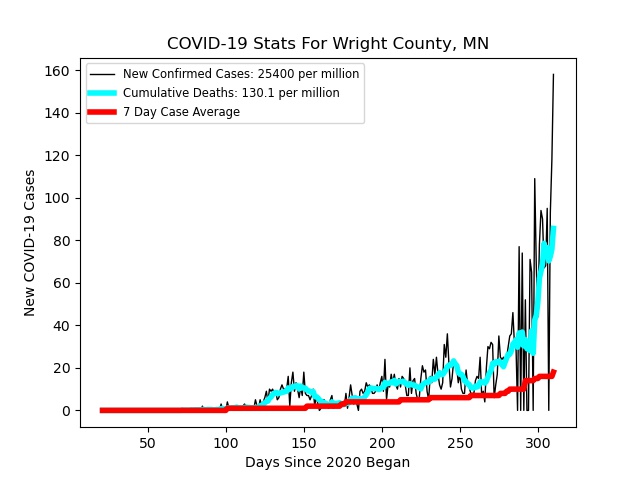 COVID-19 Stats For Wright County, MN
New Confirmed Cases: 25400 per million
Cumulative Deaths: 130.1 per million
7 Day Case Average
New COVID-19 Cases
160
140
120
100
80
60
40
20
0
50 100 150 200 250 300
Days Since 2020 Began